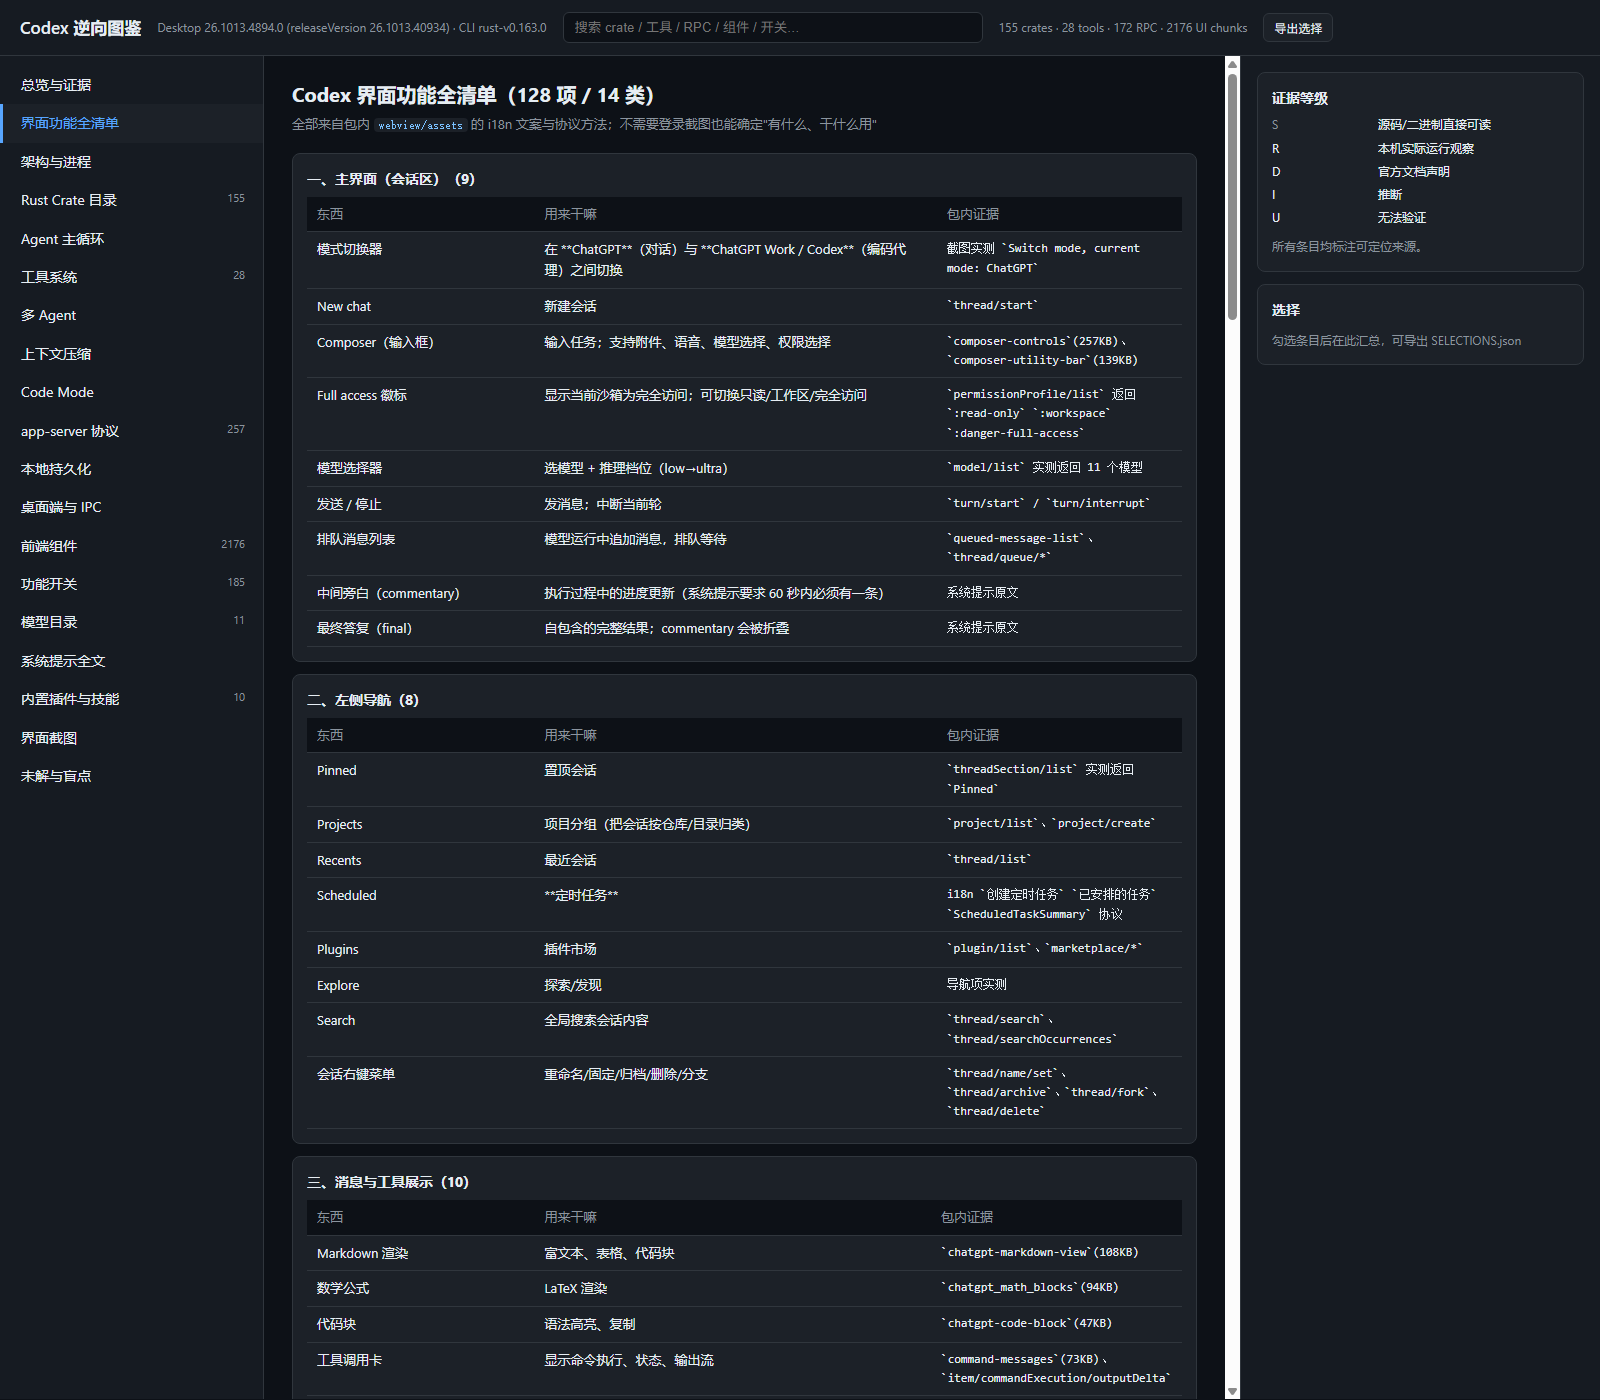 Codex 逆向图鉴
Desktop 26.1013.4894.0 (releaseVersion 26.1013.40934) · CLI rust-v0.163.0
搜索 crate / 工具 / RPC / 组件 / 开关...
155 crates · 28 tools · 172 RPC · 2176 UI chunks
导出选择
总览与证据
界面功能全清单
架构与进程
Rust Crate 目录 155
Agent 主循环
工具系统 28
多 Agent
上下文压缩
Code Mode
app-server 协议 257
本地持久化
桌面端与 IPC
前端组件 2176
功能开关 185
模型目录 11
系统提示全文
内置插件与技能 10
界面截图
未解与盲点
Codex 界面功能全清单（128 项 / 14 类）
全部来自包内 webview/assets 的 i18n 文案与协议方法；不需要登录截图也能确定"有什么、干什么用"
一、主界面（会话区）（9）
东西 用来干嘛 包内证据
模式切换器 在 **ChatGPT**（对话）与 **ChatGPT Work / Codex**（编码代理）之间切换 截图实测 `Switch mode, current mode: ChatGPT`
New chat 新建会话 `thread/start`
Composer（输入框） 输入任务；支持附件、语音、模型选择、权限选择 `composer-controls`(257KB)、`composer-utility-bar`(139KB)
Full access 徽标 显示当前沙箱为完全访问；可切换只读/工作区/完全访问 `permissionProfile/list` 返回 `:read-only` `:workspace` `:danger-full-access`
模型选择器 选模型 + 推理档位（low→ultra） `model/list` 实测返回 11 个模型
发送 / 停止 发消息；中断当前轮 `turn/start` / `turn/interrupt`
排队消息列表 模型运行中追加消息，排队等待 `queued-message-list`、`thread/queue/*`
中间旁白（commentary） 执行过程中的进度更新（系统提示要求 60 秒内必须有一条） 系统提示原文
最终答复（final） 自包含的完整结果；commentary 会被折叠 系统提示原文
二、左侧导航（8）
东西 用来干嘛 包内证据
Pinned 置顶会话 `threadSection/list` 实测返回 `Pinned`
Projects 项目分组（把会话按仓库/目录归类） `project/list`、`project/create`
Recents 最近会话 `thread/list`
Scheduled **定时任务** i18n `创建定时任务` `已安排的任务` `ScheduledTaskSummary` 协议
Plugins 插件市场 `plugin/list`、`marketplace/*`
Explore 探索/发现 导航项实测
Search 全局搜索会话内容 `thread/search`、`thread/searchOccurrences`
会话右键菜单 重命名/固定/归档/删除/分支 `thread/name/set`、`thread/archive`、`thread/fork`、`thread/delete`
三、消息与工具展示（10）
东西 用来干嘛 包内证据
Markdown 渲染 富文本、表格、代码块 `chatgpt-markdown-view`(108KB)
数学公式 LaTeX 渲染 `chatgpt_math_blocks`(94KB)
代码块 语法高亮、复制 `chatgpt-code-block`(47KB)
工具调用卡 显示命令执行、状态、输出流 `command-messages`(73KB)、`item/commandExecution/outputDelta`
证据等级
S 源码/二进制直接可读
R 本机实际运行观察
D 官方文档声明
I 推断
U 无法验证
所有条目均标注可定位来源。
选择
勾选条目后在此汇总，可导出 SELECTIONS.json